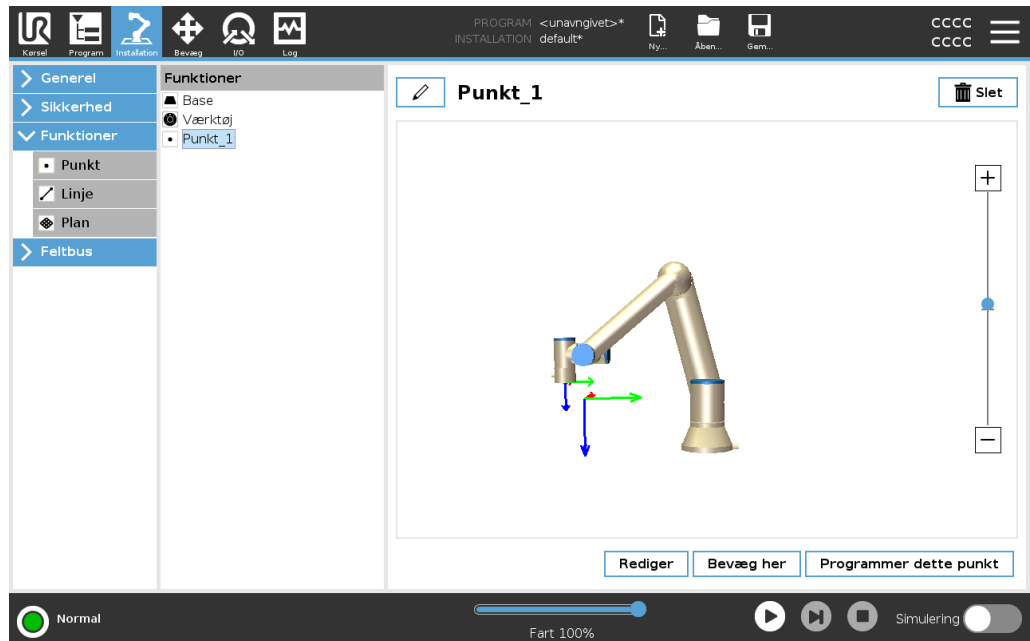 UR
PROGRAM <unavngivet>*
INSTALLATION default*
Kørsel Program Installation Bevæg I/O Log
Ny... Åben... Gem...
CCCC
CCCC
Generel
Sikkerhed
Funktioner
Punkt
Linje
Plan
Feltbus
Funktioner
Base
Værktøj
Punkt_1
Punkt_1
Slet
Rediger Bevæg her Programmer dette punkt
Normal
Fart 100%
Simulering